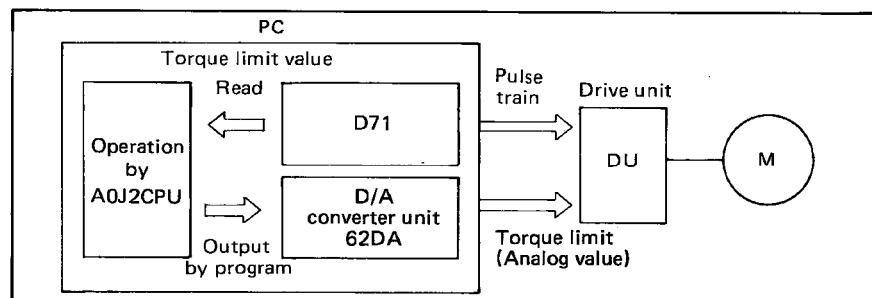 PC
Torque limit value
Read
Operation
by
A0J2CPU
D71
D/A
converter unit
62DA
Output
by program
Pulse
train
Drive unit
DU
M
Torque limit
(Analog value)